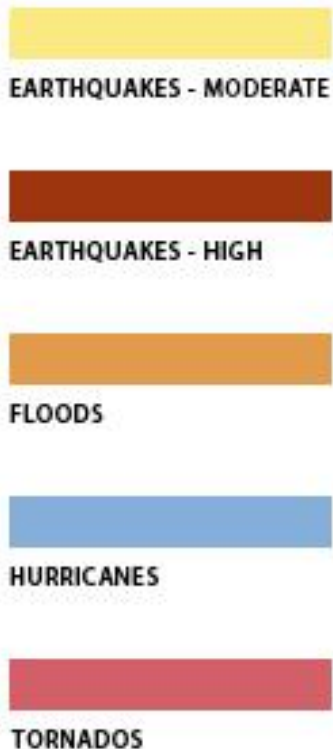 EARTHQUAKES - MODERATE
EARTHQUAKES - HIGH
FLOODS
HURRICANES
TORNADOS